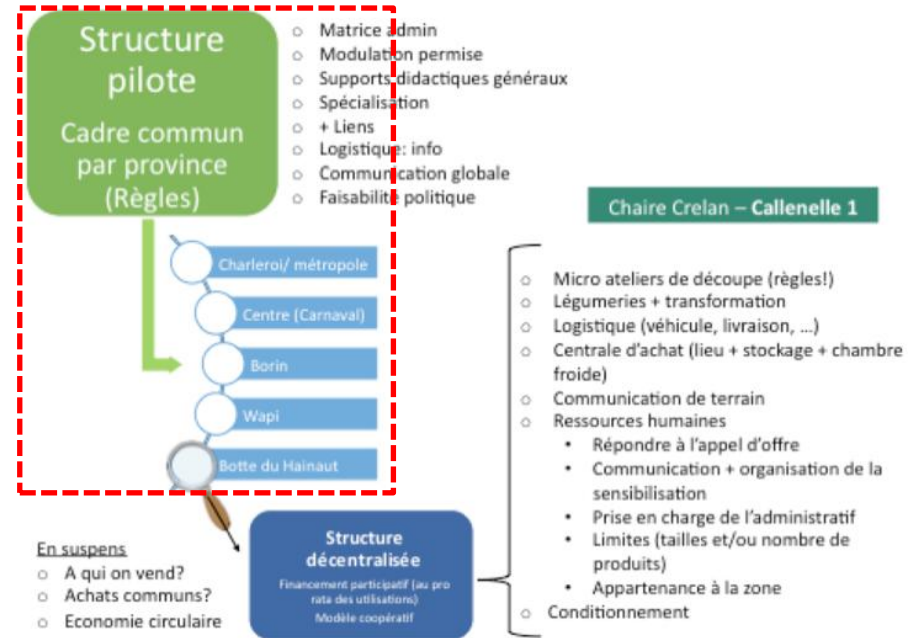 Structure
pilote
Cadre commun
par province
(Règles)
○ Matrice admin
○ Modulation permise
○ Supports didactiques généraux
○ Spécialisation
○ + Liens
○ Logistique: info
○ Communication globale
○ Faisabilité politique
Charleroi/ métropole
Centre (Carnaval)
Borin
Wapi
Botte du Hainaut
En suspens
○ A qui on vend?
○ Achats communs?
○ Economie circulaire
Structure
décentralisée
Financement participatif (au pro
rata des utilisations)
Modèle coopératif
Chaire Crelan – Callenelle 1
○ Micro ateliers de découpe (règles!)
○ Légumeries + transformation
○ Logistique (véhicule, livraison, …)
○ Centrale d'achat (lieu + stockage + chambre
froide)
○ Communication de terrain
○ Ressources humaines
• Répondre à l'appel d'offre
• Communication + organisation de la
sensibilisation
• Prise en charge de l'administratif
• Limites (tailles et/ou nombre de
produits)
• Appartenance à la zone
○ Conditionnement